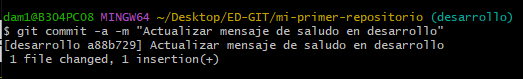 dam1@B304PC08 MINGW64 ~/Desktop/ED-GIT/mi-primer-repositorio (desarrollo)
$ git commit -a -m "Actualizar mensaje de saludo en desarrollo"
[desarrollo a88b729] Actualizar mensaje de saludo en desarrollo
 1 file changed, 1 insertion(+)